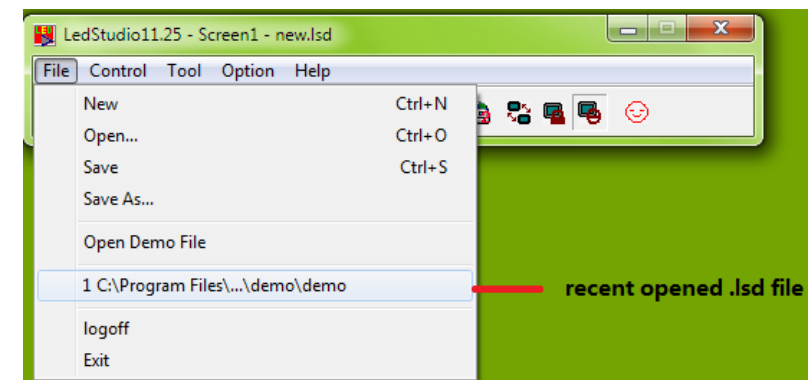 LED
LedStudio11.25 - Screen1 - new.lsd
File Control Tool Option Help
New Ctrl+N
Open... Ctrl+O
Save Ctrl+S
Save As...
Open Demo File
1 C:\Program Files\...\demo\demo
recent opened .lsd file
logoff
Exit